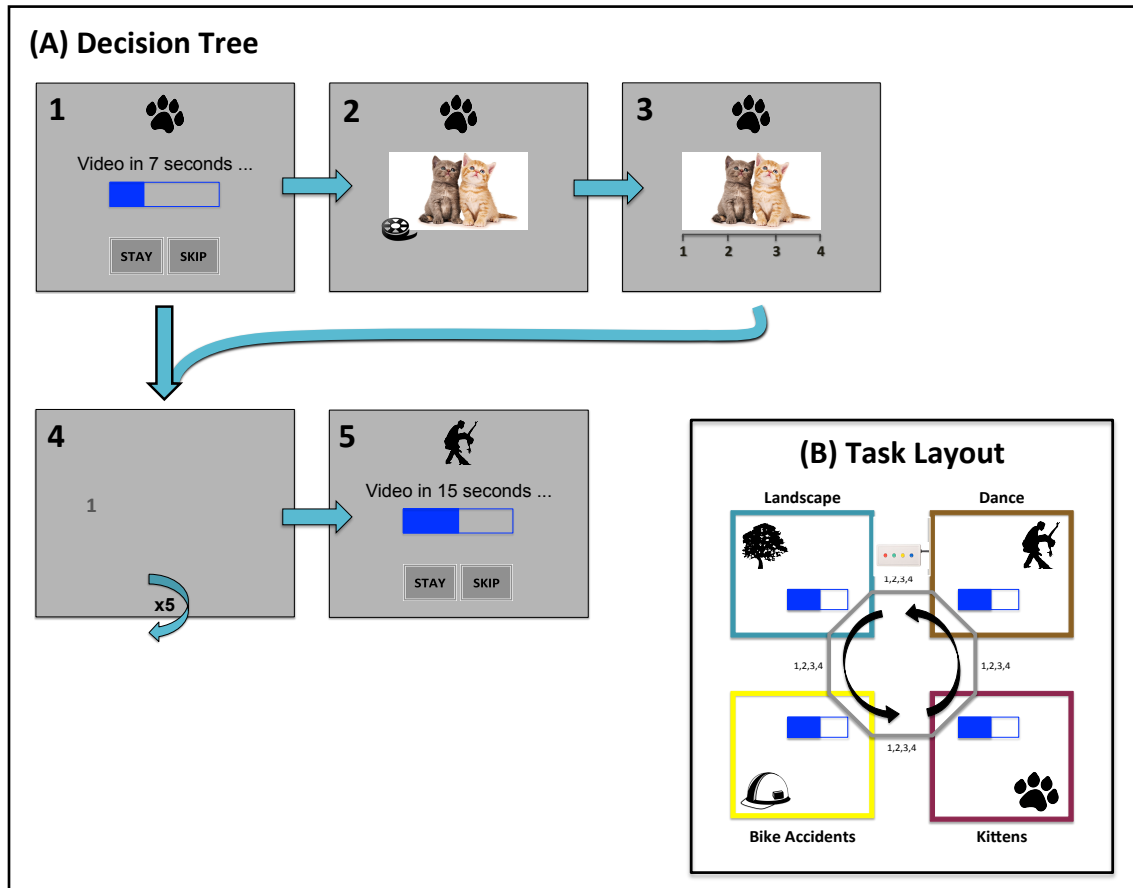 (A) Decision Tree
1
Video in 7 seconds ...
STAY SKIP
2
3
1 2 3 4
4
1
x5
5
Video in 15 seconds ...
STAY SKIP
(B) Task Layout
Landscape Dance
1,2,3,4
1,2,3,4 1,2,3,4
1,2,3,4
Bike Accidents Kittens